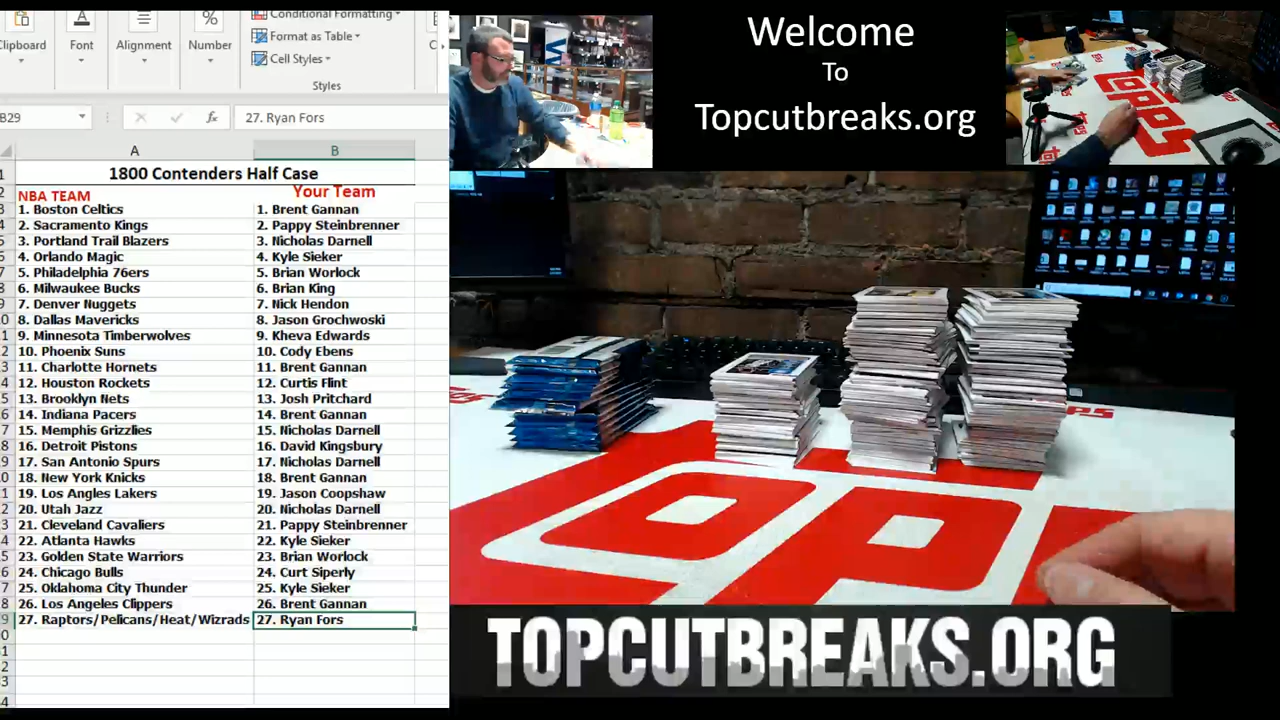 Clipboard
Font
Alignment
Number
Conditional Formatting
Format as Table
Cell Styles
Styles
B29
fx
27. Ryan Fors
A
B
1800 Contenders Half Case
NBA TEAM
Your Team
1. Boston Celtics
1. Brent Gannan
2. Sacramento Kings
2. Pappy Steinbrenner
3. Portland Trail Blazers
3. Nicholas Darnell
4. Orlando Magic
4. Kyle Sieker
5. Philadelphia 76ers
5. Brian Worlock
6. Milwaukee Bucks
6. Brian King
7. Denver Nuggets
7. Nick Hendon
8. Dallas Mavericks
8. Jason Grochwoski
9. Minnesota Timberwolves
9. Kheva Edwards
10. Phoenix Suns
10. Cody Ebens
11. Charlotte Hornets
11. Brent Gannan
12. Houston Rockets
12. Curtis Flint
13. Brooklyn Nets
13. Josh Pritchard
14. Indiana Pacers
14. Brent Gannan
15. Memphis Grizzlies
15. Nicholas Darnell
16. Detroit Pistons
16. David Kingsbury
17. San Antonio Spurs
17. Nicholas Darnell
18. New York Knicks
18. Brent Gannan
19. Los Angles Lakers
19. Jason Coopshaw
20. Utah Jazz
20. Nicholas Darnell
21. Cleveland Cavaliers
21. Pappy Steinbrenner
22. Atlanta Hawks
22. Kyle Sieker
23. Golden State Warriors
23. Brian Worlock
24. Chicago Bulls
24. Curt Siperly
25. Oklahoma City Thunder
25. Kyle Sieker
26. Los Angeles Clippers
26. Brent Gannan
27. Raptors/Pelicans/Heat/Wizrads
27. Ryan Fors
Welcome
To
Topcutbreaks.org
TOPCUTBREAKS.ORG